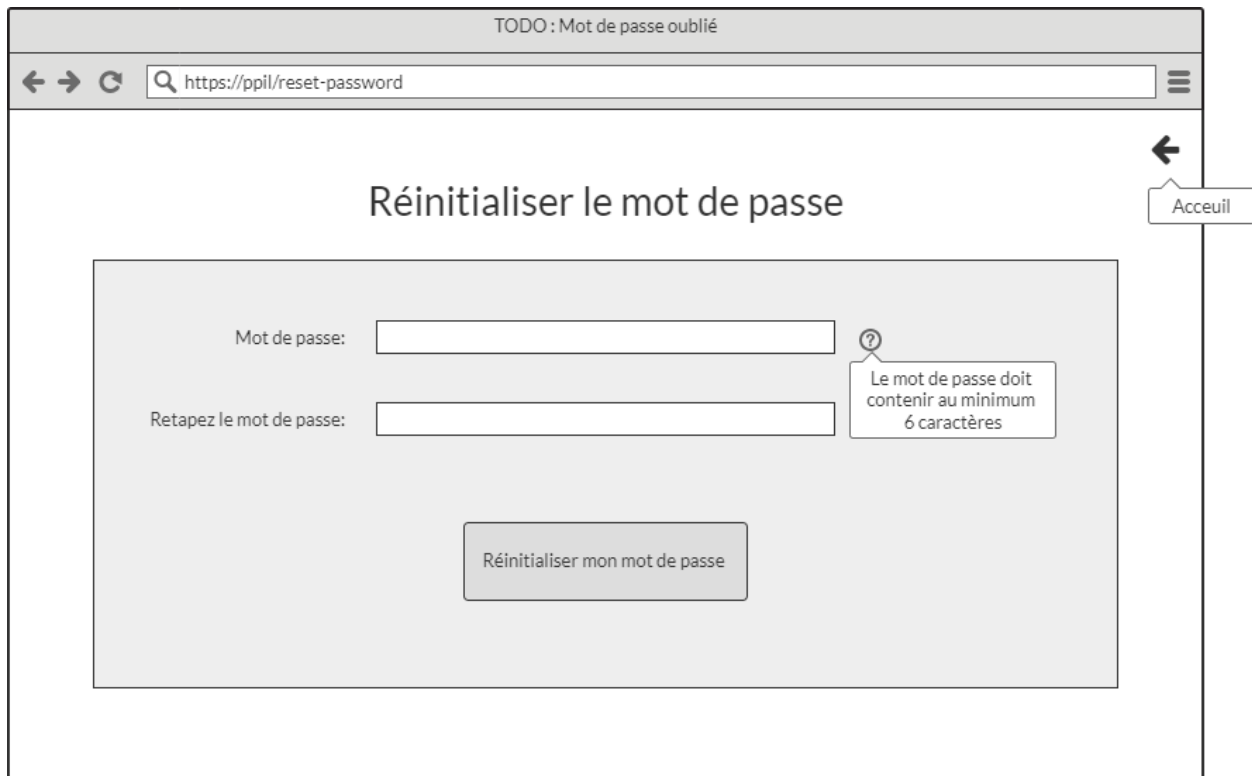 TODO : Mot de passe oublié
https://ppil/reset-password
Acceuil
Réinitialiser le mot de passe
Mot de passe:
?
Le mot de passe doit
contenir au minimum
6 caractères
Retapez le mot de passe:
Réinitialiser mon mot de passe